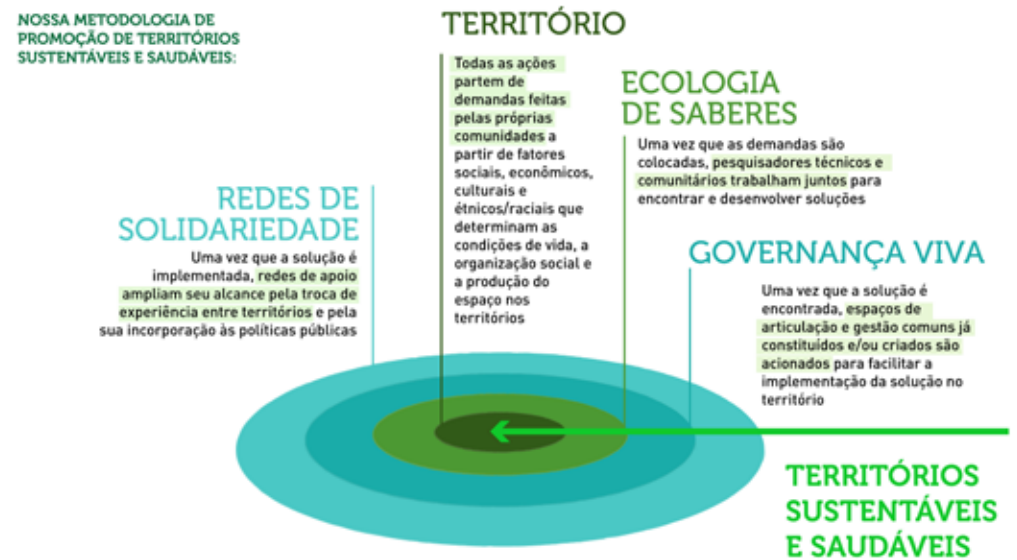 NOSSA METODOLOGIA DE
PROMOÇÃO DE TERRITÓRIOS
SUSTENTÁVEIS E SAUDÁVEIS:
TERRITÓRIO
Todas as ações
partem de
demandas feitas
pelas próprias
comunidades a
partir de fatores
sociais, econômicos,
culturais e
étnicos/raciais que
determinam as
condições de vida, a
organização social e
a produção do
espaço nos
territórios
ECOLOGIA
DE SABERES
Uma vez que as demandas são
colocadas, pesquisadores técnicos e
comunitários trabalham juntos para
encontrar e desenvolver soluções
REDES DE
SOLIDARIEDADE
Uma vez que a solução é
implementada, redes de apoio
ampliam seu alcance pela troca de
experiência entre territórios e pela
sua incorporação às políticas públicas
GOVERNANÇA VIVA
Uma vez que a solução é
encontrada, espaços de
articulação e gestão comuns já
constituídos e/ou criados são
acionados para facilitar a
implementação da solução no
território
TERRITÓRIOS
SUSTENTÁVEIS
E SAUDÁVEIS